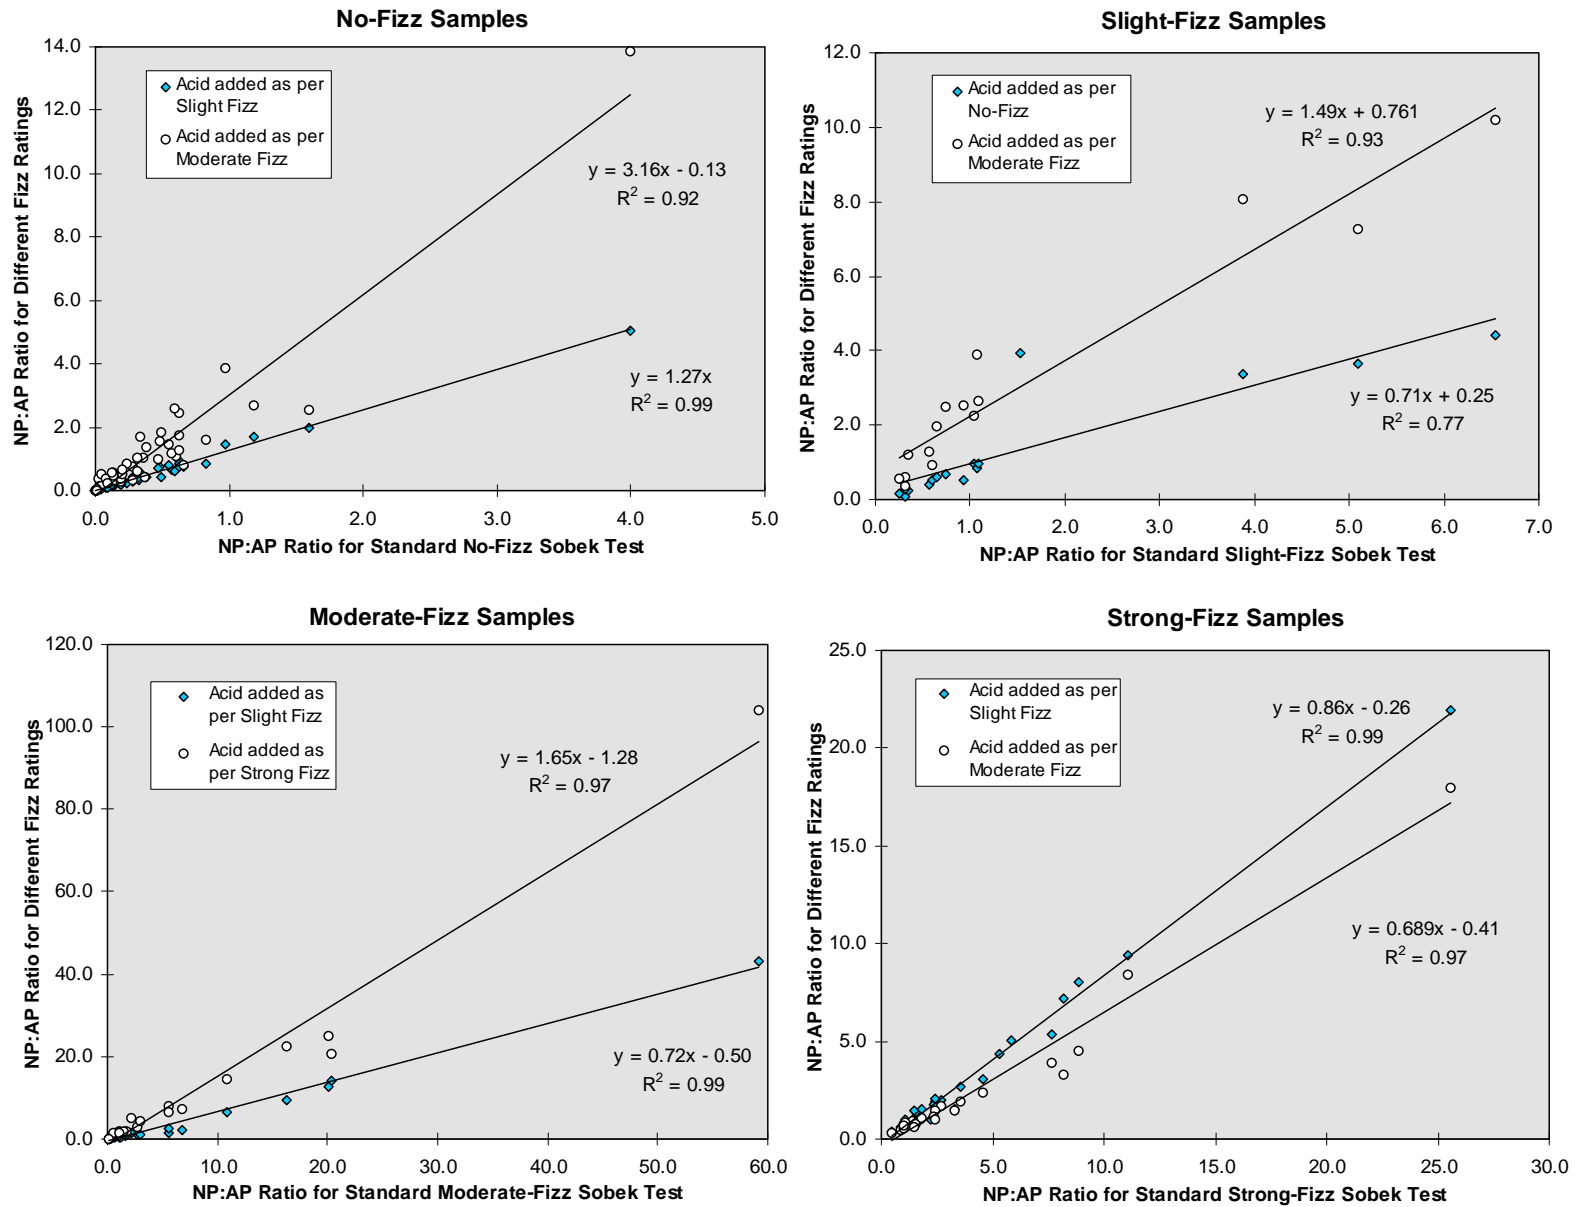 No-Fizz Samples
14.0
12.0
10.0
8.0
6.0
4.0
2.0
0.0
0.0
1.0
2.0
3.0
4.0
5.0
NP:AP Ratio for Different Fizz Ratings
NP:AP Ratio for Standard No-Fizz Sobek Test
Acid added as per
Slight Fizz
Acid added as per
Moderate Fizz
y = 3.16x - 0.13
R² = 0.92
y = 1.27x
R² = 0.99
Slight-Fizz Samples
12.0
10.0
8.0
6.0
4.0
2.0
0.0
0.0
1.0
2.0
3.0
4.0
5.0
6.0
7.0
NP:AP Ratio for Different Fizz Ratings
NP:AP Ratio for Standard Slight-Fizz Sobek Test
Acid added as per
No-Fizz
Acid added as per
Moderate Fizz
y = 1.49x + 0.761
R² = 0.93
y = 0.71x + 0.25
R² = 0.77
Moderate-Fizz Samples
120.0
100.0
80.0
60.0
40.0
20.0
0.0
0.0
10.0
20.0
30.0
40.0
50.0
60.0
NP:AP Ratio for Different Fizz Ratings
NP:AP Ratio for Standard Moderate-Fizz Sobek Test
Acid added as
per Slight Fizz
Acid added as
per Strong Fizz
y = 1.65x - 1.28
R² = 0.97
y = 0.72x - 0.50
R² = 0.99
Strong-Fizz Samples
25.0
20.0
15.0
10.0
5.0
0.0
0.0
5.0
10.0
15.0
20.0
25.0
30.0
NP:AP Ratio for Different Fizz Ratings
NP:AP Ratio for Standard Strong-Fizz Sobek Test
Acid added as per
Slight Fizz
Acid added as per
Moderate Fizz
y = 0.86x - 0.26
R² = 0.99
y = 0.689x - 0.41
R² = 0.97